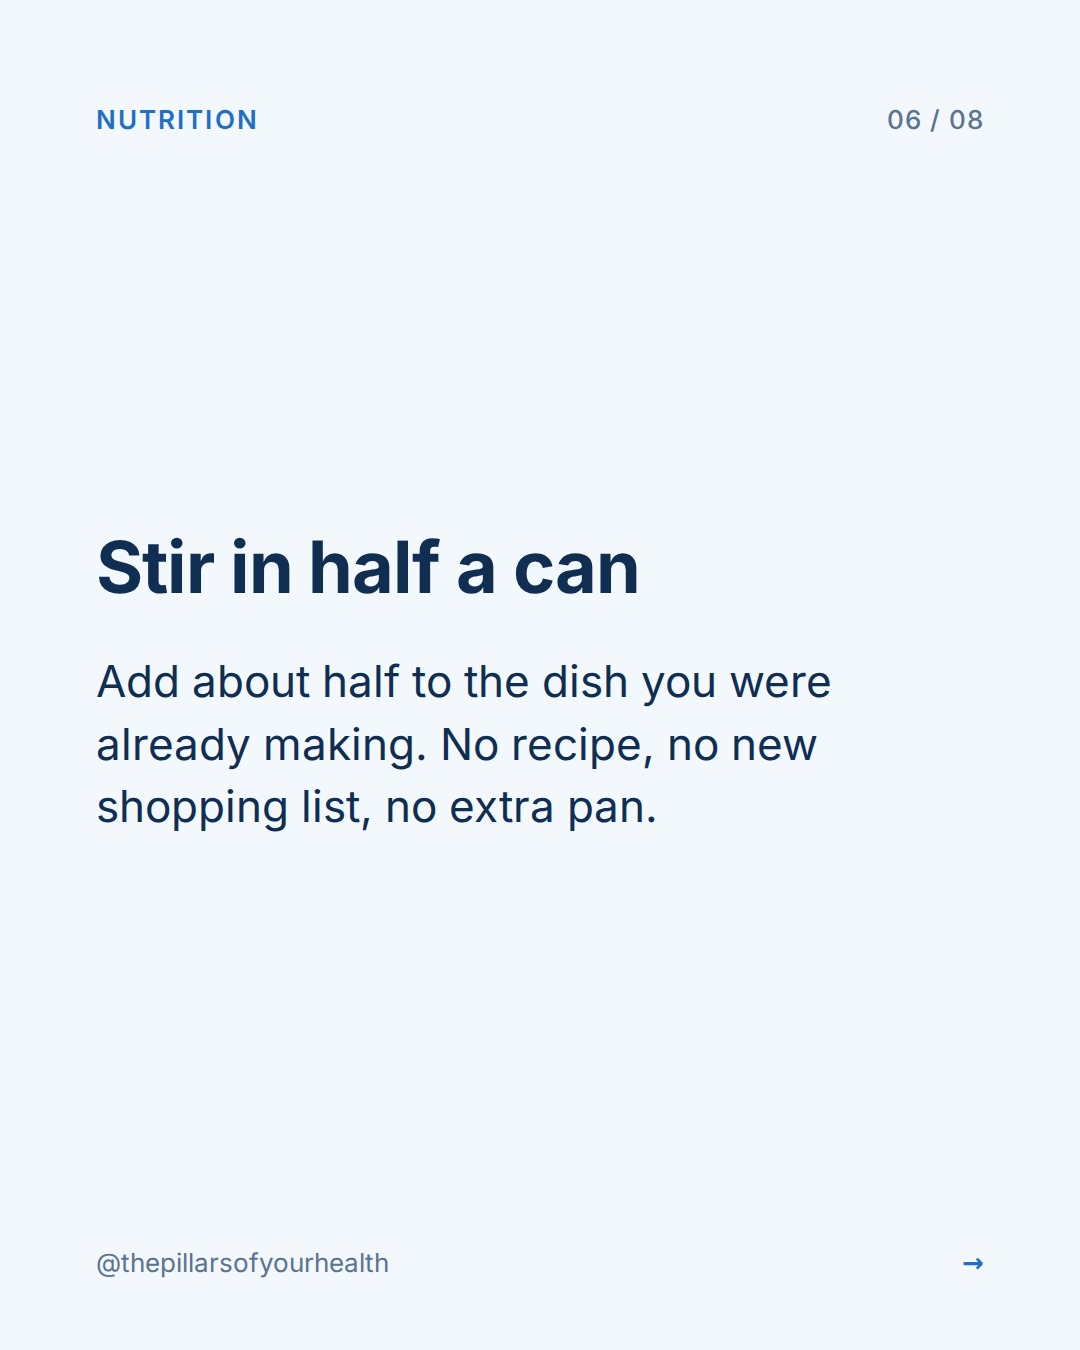 NUTRITION
06 / 08
Stir in half a can
Add about half to the dish you were
already making. No recipe, no new
shopping list, no extra pan.
@thepillarsofyourhealth
→